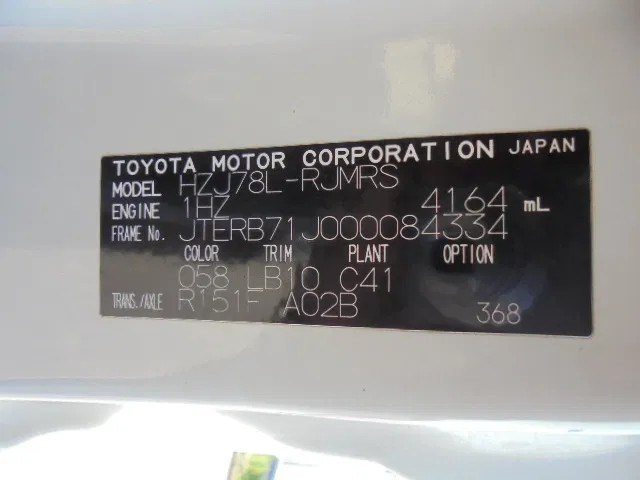 TOYOTA MOTOR CORPORATION JAPAN
MODEL HZJ78L-RJMRS
ENGINE 1HZ 4164 mL
FRAME No. JTERB71J000084334
COLOR TRIM PLANT OPTION
058 LB10 C41
TRANS./AXLE R151F A02B 368